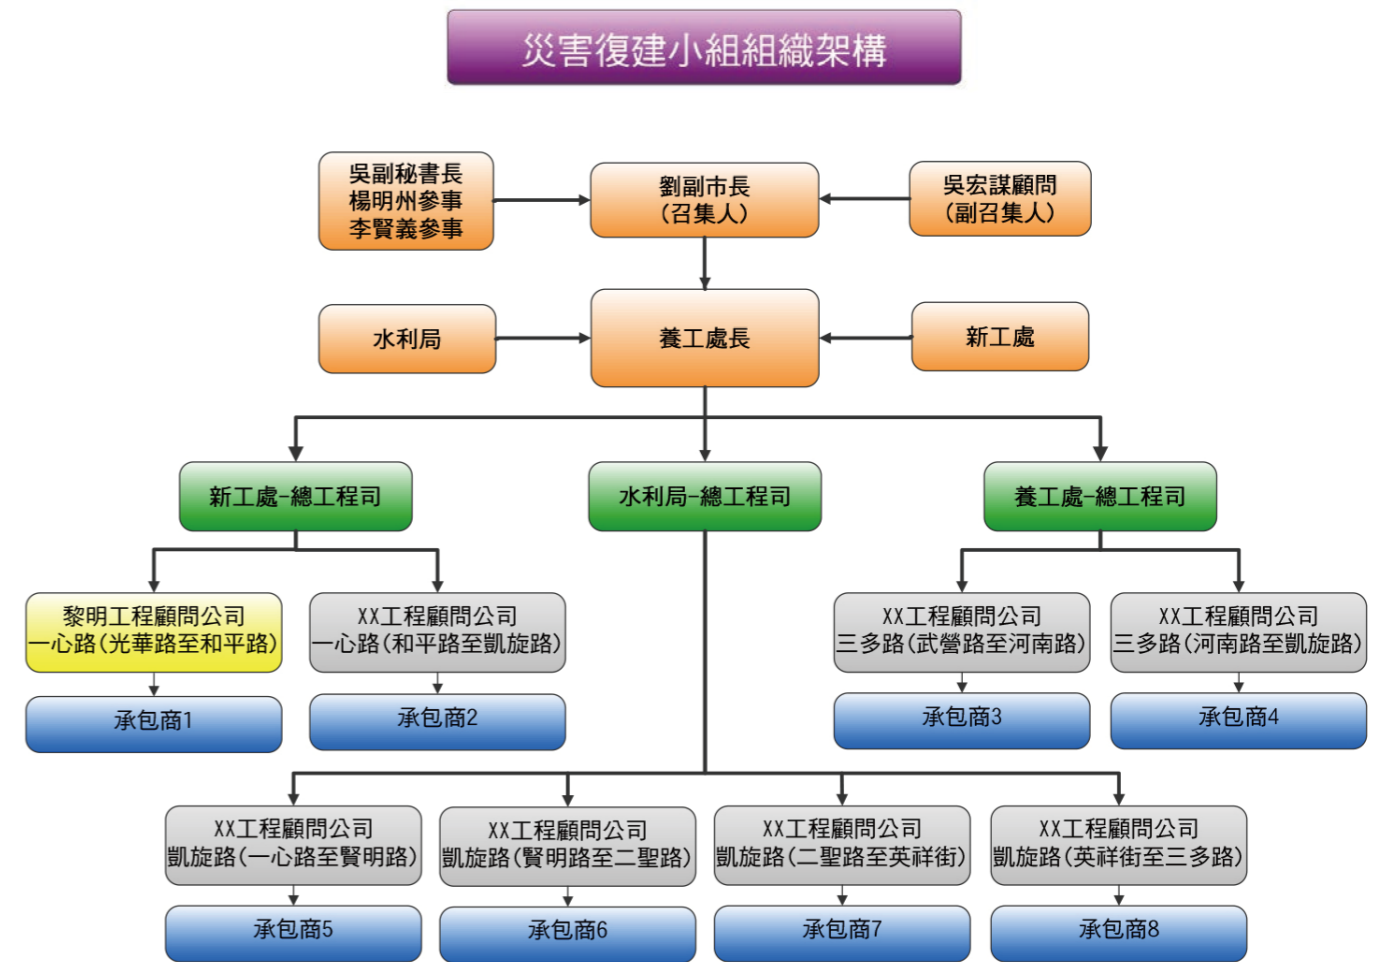 災害復建小組組織架構
吳副秘書長
楊明州參事
李賢義參事
劉副市長
(召集人)
吳宏謀顧問
(副召集人)
水利局
養工處長
新工處
新工處-總工程司
水利局-總工程司
養工處-總工程司
黎明工程顧問公司
一心路(光華路至和平路)
XX工程顧問公司
一心路(和平路至凱旋路)
XX工程顧問公司
三多路(武營路至河南路)
XX工程顧問公司
三多路(河南路至凱旋路)
承包商1
承包商2
承包商3
承包商4
XX工程顧問公司
凱旋路(一心路至賢明路)
XX工程顧問公司
凱旋路(賢明路至二聖路)
XX工程顧問公司
凱旋路(二聖路至英祥街)
XX工程顧問公司
凱旋路(英祥街至三多路)
承包商5
承包商6
承包商7
承包商8